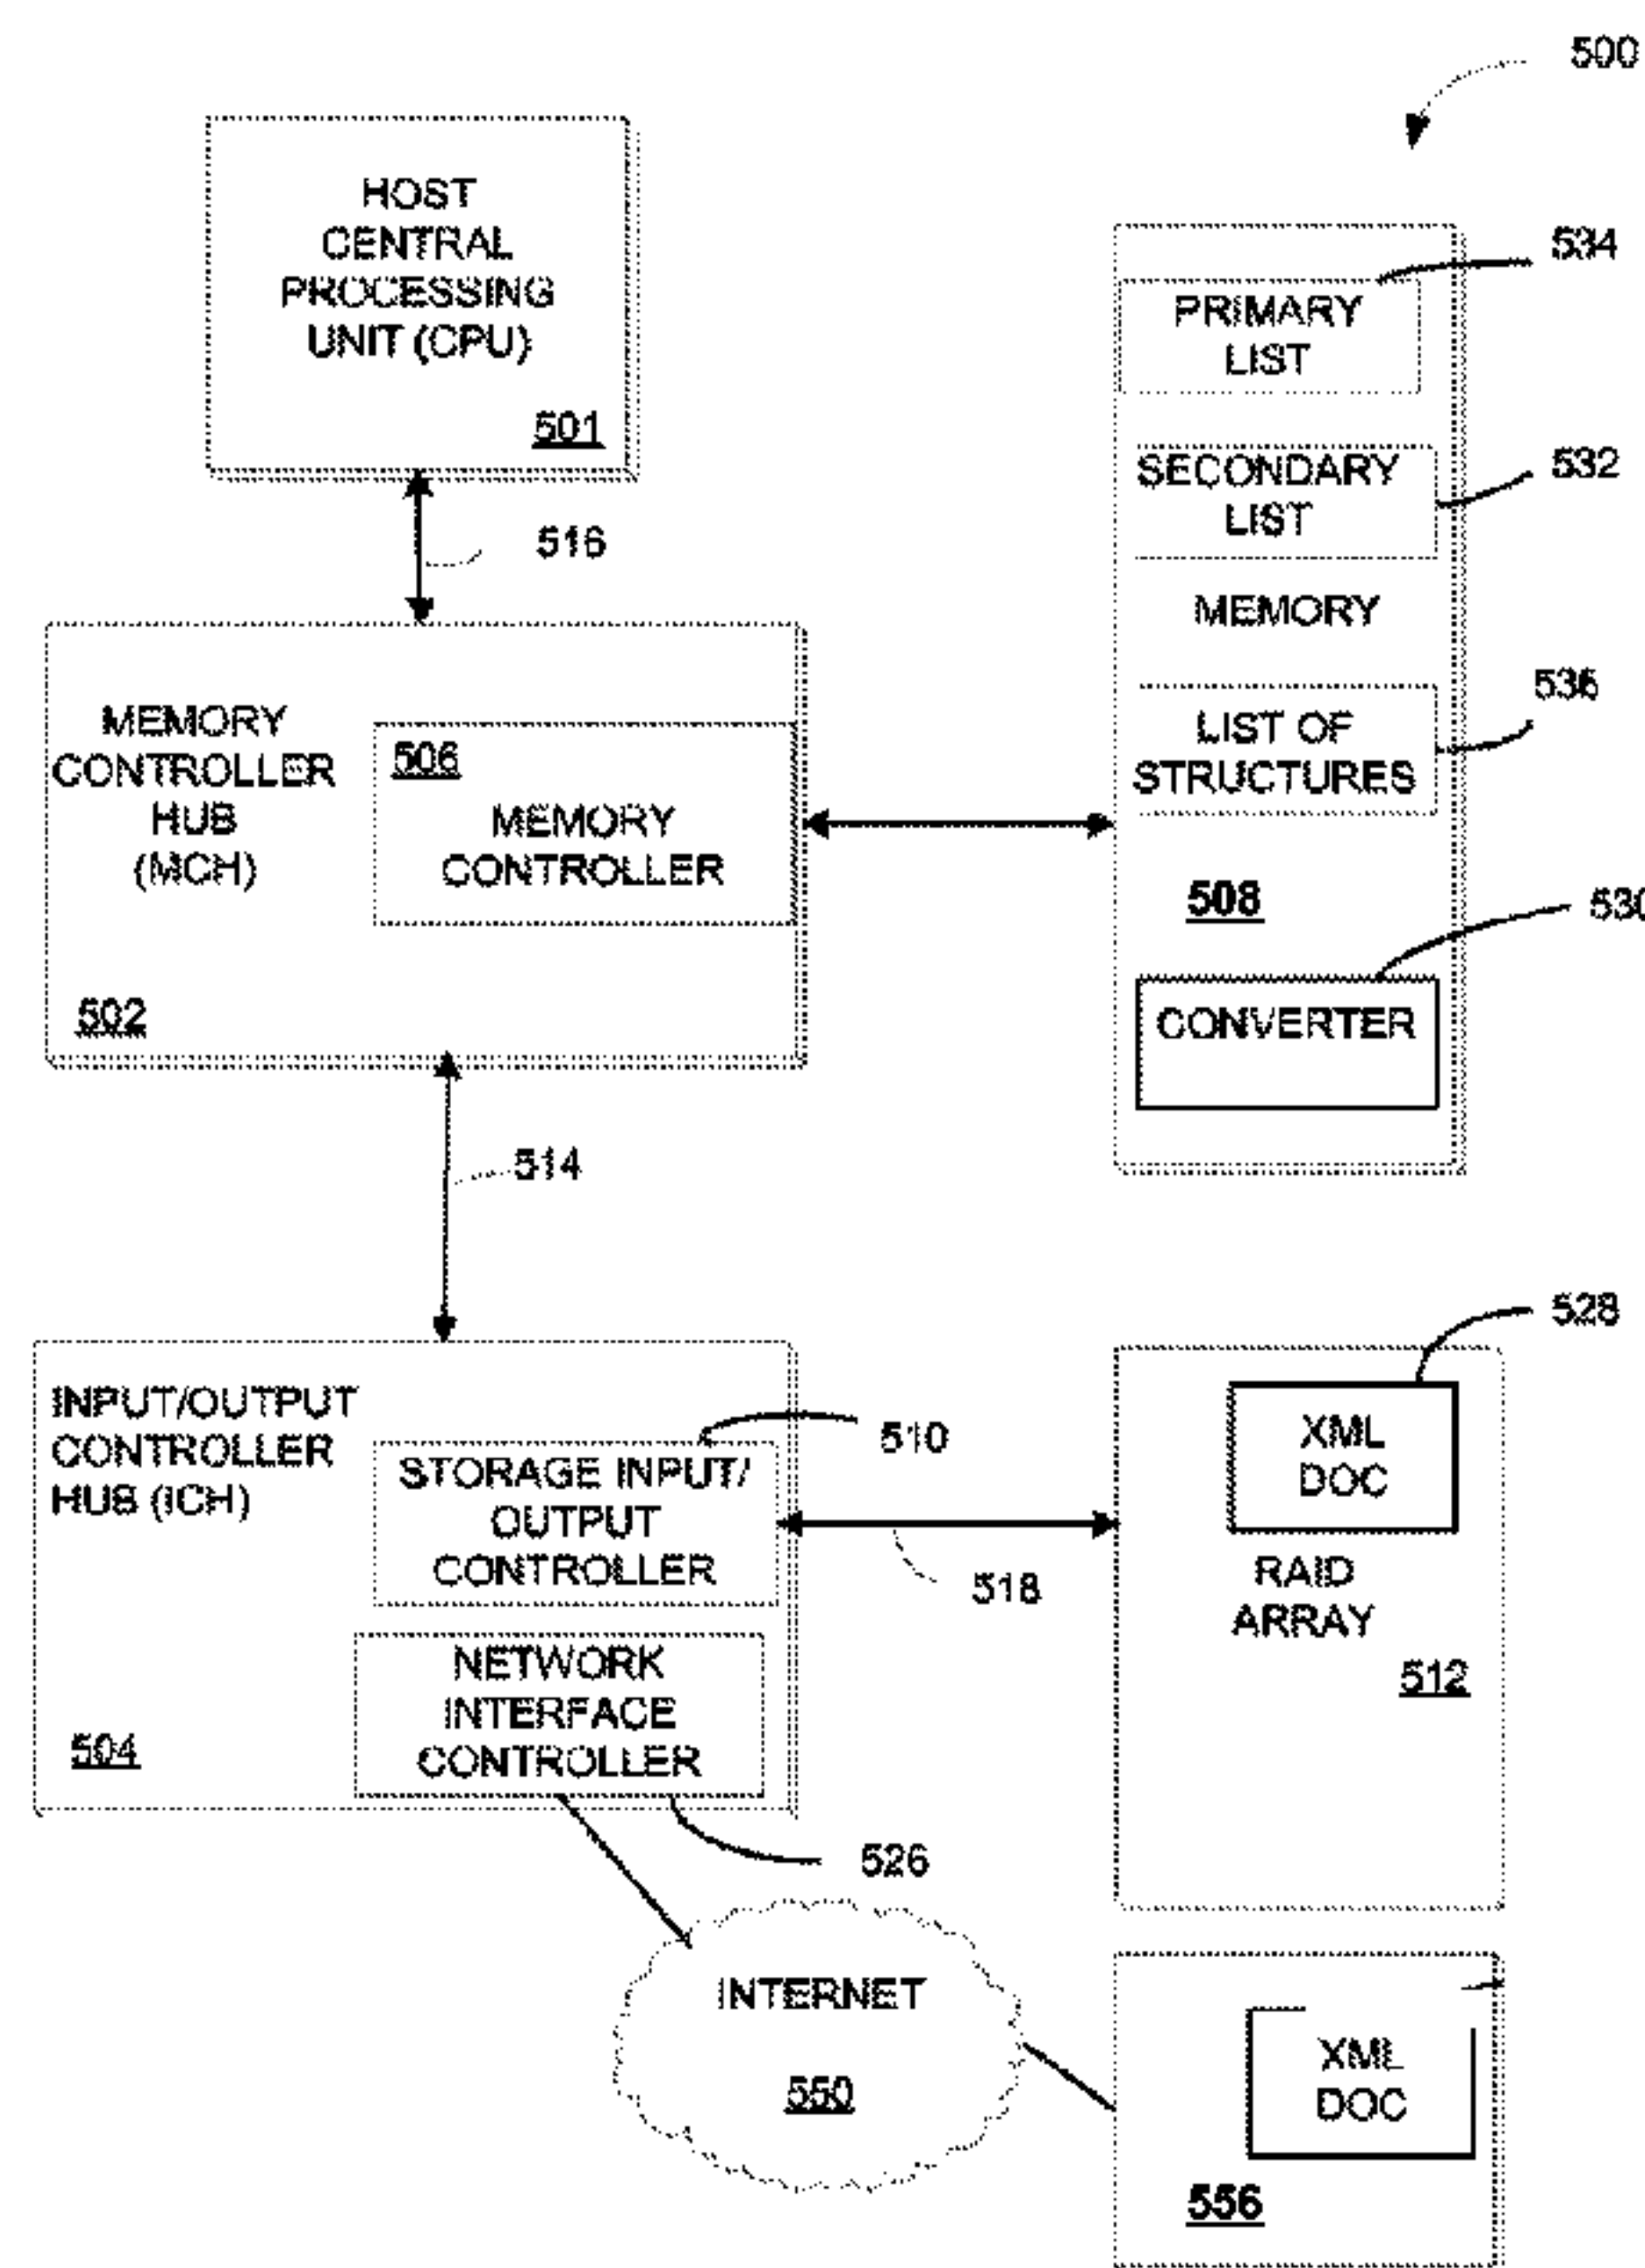 500
HOST
CENTRAL
PROCESSING
UNIT (CPU)
501
516
534
PRIMARY
LIST
532
SECONDARY
LIST
MEMORY
536
LIST OF
STRUCTURES
508
530
CONVERTER
MEMORY
CONTROLLER
HUB
(MCH)
506
MEMORY
CONTROLLER
502
514
INPUT/OUTPUT
CONTROLLER
HUB (ICH)
510
STORAGE INPUT/
OUTPUT
CONTROLLER
518
NETWORK
INTERFACE
CONTROLLER
504
526
528
XML
DOC
RAID
ARRAY
512
INTERNET
550
XML
DOC
556